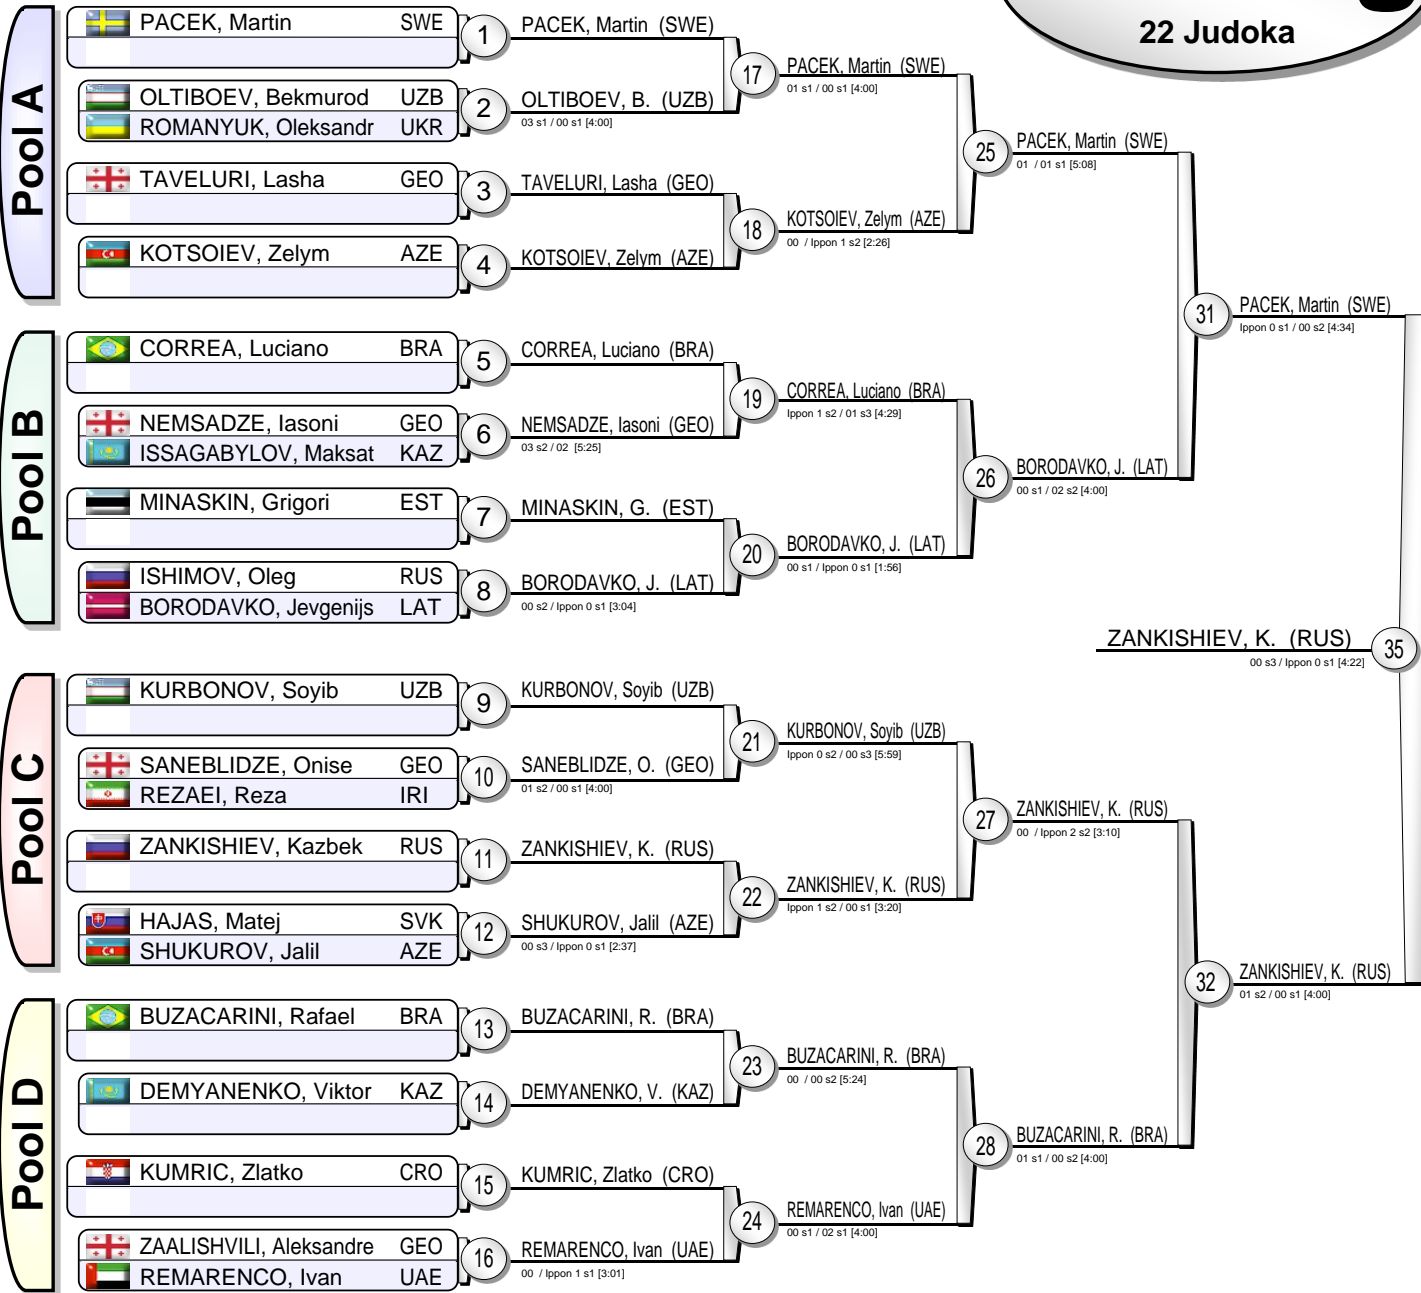 22 Judoka
Pool A
PACEK, Martin SWE
1
PACEK, Martin (SWE)
OLTIBOEV, Bekmurod UZB
ROMANYUK, Oleksandr UKR
2
OLTIBOEV, B. (UZB)
03 s1 / 00 s1 [4:00]
17
PACEK, Martin (SWE)
01 s1 / 00 s1 [4:00]
TAVELURI, Lasha GEO
3
TAVELURI, Lasha (GEO)
KOTSOIEV, Zelym AZE
4
KOTSOIEV, Zelym (AZE)
18
KOTSOIEV, Zelym (AZE)
00 / Ippon 1 s2 [2:26]
25
PACEK, Martin (SWE)
01 / 01 s1 [5:08]
Pool B
CORREA, Luciano BRA
5
CORREA, Luciano (BRA)
NEMSADZE, Iasoni GEO
ISSAGABYLOV, Maksat KAZ
6
NEMSADZE, Iasoni (GEO)
03 s2 / 02 [5:25]
19
CORREA, Luciano (BRA)
Ippon 1 s2 / 01 s3 [4:29]
MINASKIN, Grigori EST
7
MINASKIN, G. (EST)
ISHIMOV, Oleg RUS
BORODAVKO, Jevgenijs LAT
8
BORODAVKO, J. (LAT)
00 s2 / Ippon 0 s1 [3:04]
20
BORODAVKO, J. (LAT)
00 s1 / Ippon 0 s1 [1:56]
26
BORODAVKO, J. (LAT)
00 s1 / 02 s2 [4:00]
31
PACEK, Martin (SWE)
Ippon 0 s1 / 00 s2 [4:34]
ZANKISHIEV, K. (RUS)
00 s3 / Ippon 0 s1 [4:22]
35
Pool C
KURBONOV, Soyib UZB
9
KURBONOV, Soyib (UZB)
SANEBLIDZE, Onise GEO
REZAEI, Reza IRI
10
SANEBLIDZE, O. (GEO)
01 s2 / 00 s1 [4:00]
21
KURBONOV, Soyib (UZB)
Ippon 0 s2 / 00 s3 [5:59]
ZANKISHIEV, Kazbek RUS
11
ZANKISHIEV, K. (RUS)
HAJAS, Matej SVK
SHUKUROV, Jalil AZE
12
SHUKUROV, Jalil (AZE)
00 s3 / Ippon 0 s1 [2:37]
22
ZANKISHIEV, K. (RUS)
Ippon 1 s2 / 00 s1 [3:20]
27
ZANKISHIEV, K. (RUS)
00 / Ippon 2 s2 [3:10]
Pool D
BUZACARINI, Rafael BRA
13
BUZACARINI, R. (BRA)
DEMYANENKO, Viktor KAZ
14
DEMYANENKO, V. (KAZ)
23
BUZACARINI, R. (BRA)
00 / 00 s2 [5:24]
KUMRIC, Zlatko CRO
15
KUMRIC, Zlatko (CRO)
ZAALISHVILI, Aleksandre GEO
REMARENCO, Ivan UAE
16
REMARENCO, Ivan (UAE)
00 / Ippon 1 s1 [3:01]
24
REMARENCO, Ivan (UAE)
00 s1 / 02 s1 [4:00]
28
BUZACARINI, R. (BRA)
01 s1 / 00 s2 [4:00]
32
ZANKISHIEV, K. (RUS)
01 s2 / 00 s1 [4:00]